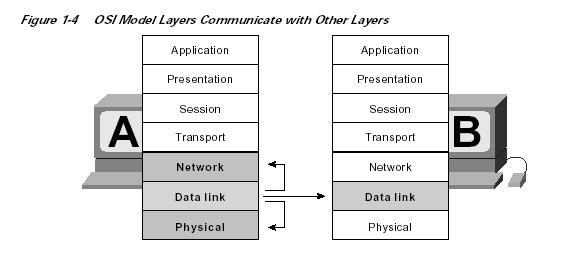 Figure 1-4 OSI Model Layers Communicate with Other Layers
Application
Presentation
Session
Transport
Network
Data link
Physical
A
Application
Presentation
Session
Transport
Network
Data link
Physical
B